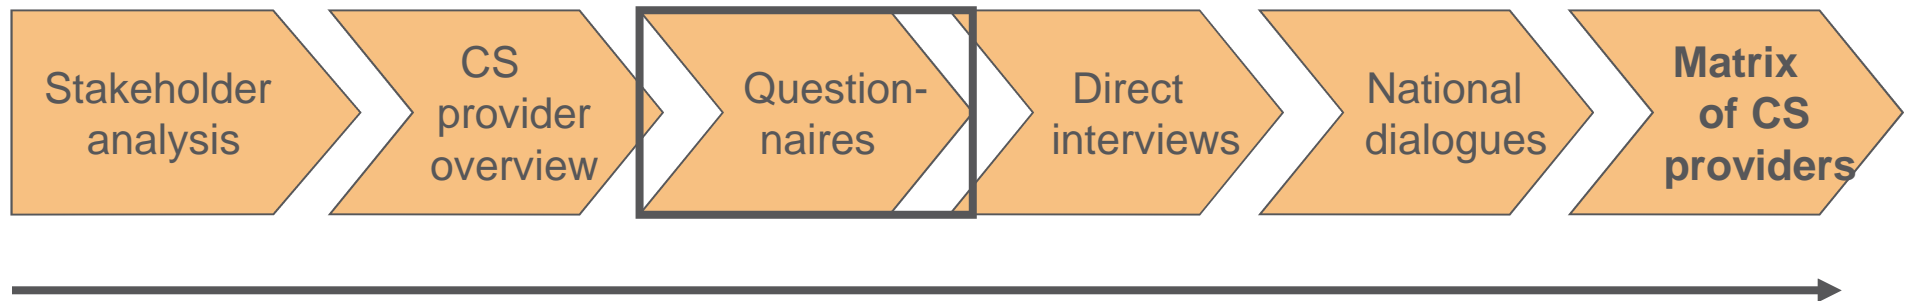 Stakeholder
analysis
CS
provider
overview
Question-
naires
Direct
interviews
National
dialogues
Matrix
of CS
providers